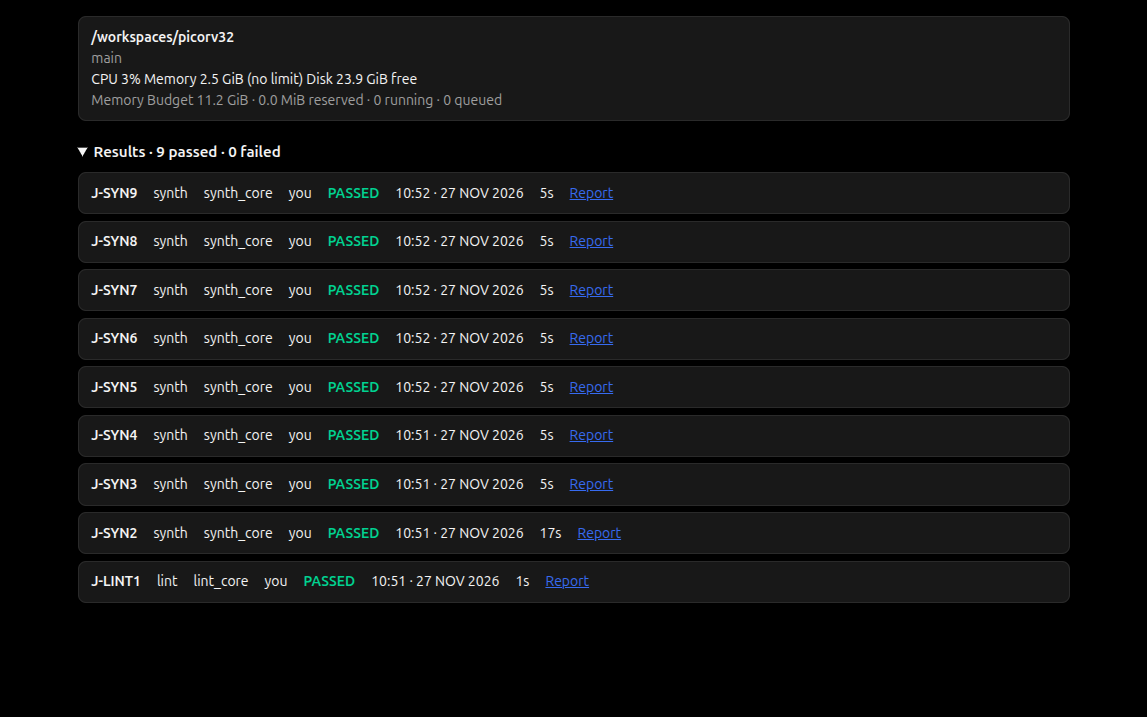 /workspaces/picorv32
main
CPU 3% Memory 2.5 GiB (no limit) Disk 23.9 GiB free
Memory Budget 11.2 GiB · 0.0 MiB reserved · 0 running · 0 queued
▼ Results · 9 passed · 0 failed
J-SYN9 synth synth_core you PASSED 10:52 · 27 NOV 2026 5s Report
J-SYN8 synth synth_core you PASSED 10:52 · 27 NOV 2026 5s Report
J-SYN7 synth synth_core you PASSED 10:52 · 27 NOV 2026 5s Report
J-SYN6 synth synth_core you PASSED 10:52 · 27 NOV 2026 5s Report
J-SYN5 synth synth_core you PASSED 10:52 · 27 NOV 2026 5s Report
J-SYN4 synth synth_core you PASSED 10:51 · 27 NOV 2026 5s Report
J-SYN3 synth synth_core you PASSED 10:51 · 27 NOV 2026 5s Report
J-SYN2 synth synth_core you PASSED 10:51 · 27 NOV 2026 17s Report
J-LINT1 lint lint_core you PASSED 10:51 · 27 NOV 2026 1s Report